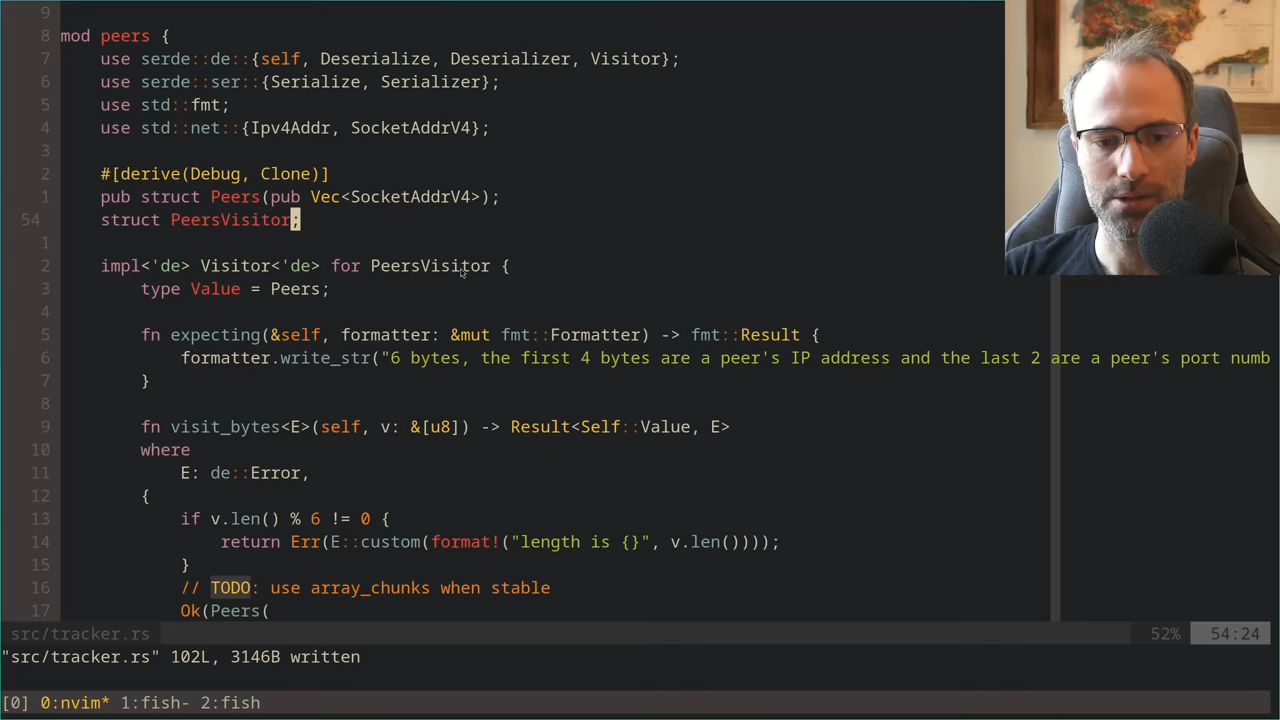 9
8 mod peers {
7 use serde::de::{self, Deserialize, Deserializer, Visitor};
6 use serde::ser::{Serialize, Serializer};
5 use std::fmt;
4 use std::net::{Ipv4Addr, SocketAddrV4};
3
2 #[derive(Debug, Clone)]
1 pub struct Peers(pub Vec<SocketAddrV4>);
54 struct PeersVisitor;
1
2 impl<'de> Visitor<'de> for PeersVisitor {
3 type Value = Peers;
4
5 fn expecting(&self, formatter: &mut fmt::Formatter) -> fmt::Result {
6 formatter.write_str("6 bytes, the first 4 bytes are a peer's IP address and the last 2 are a peer's port numb
7 }
8
9 fn visit_bytes<E>(self, v: &[u8]) -> Result<Self::Value, E>
10 where
11 E: de::Error,
12 {
13 if v.len() % 6 != 0 {
14 return Err(E::custom(format!("length is {}", v.len())));
15 }
16 // TODO: use array_chunks when stable
17 Ok(Peers(
src/tracker.rs 52% 54:24
"src/tracker.rs" 102L, 3146B written
[0] 0:nvim* 1:fish- 2:fish